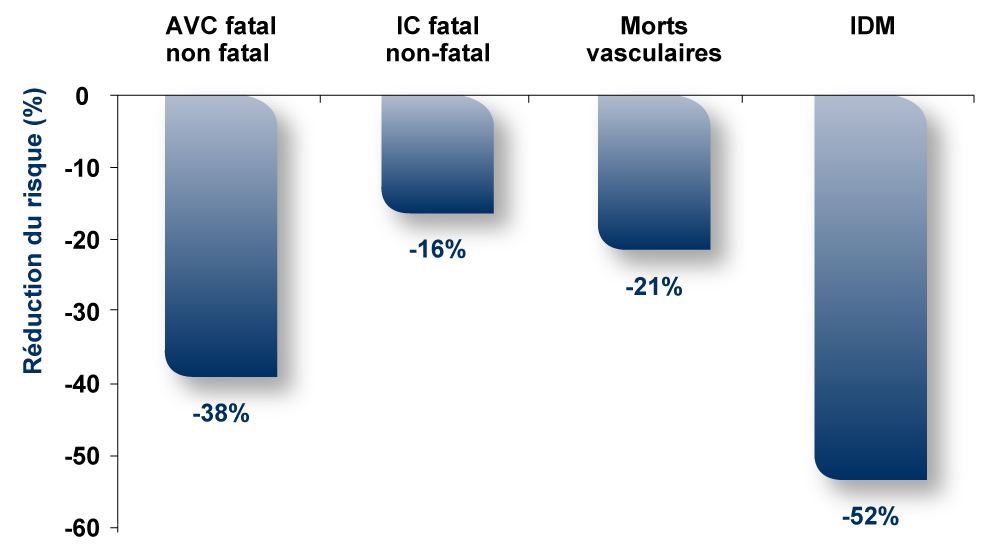 AVC fatal
non fatal
IC fatal
non-fatal
Morts
vasculaires
IDM
Réduction du risque (%)
0
-10
-20
-30
-40
-50
-60
-38%
-16%
-21%
-52%